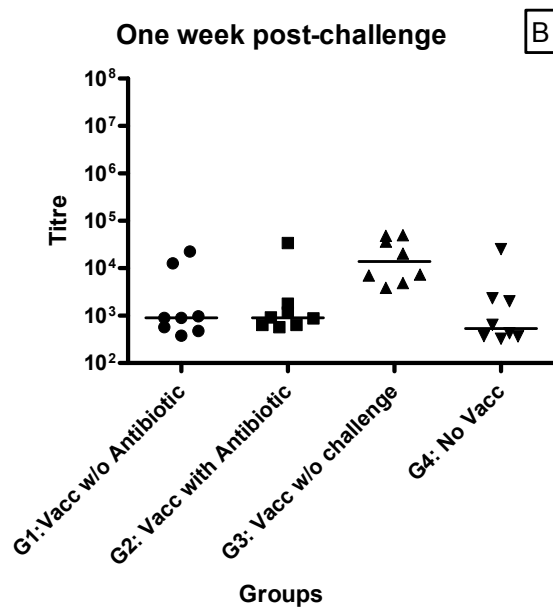 One week post-challenge
B
10⁸
10⁷
10⁶
10⁵
10⁴
10³
10²
Titre
G1:Vacc w/o Antibiotic
G2: Vacc with Antibiotic
G3: Vacc w/o challenge
G4: No Vacc
Groups